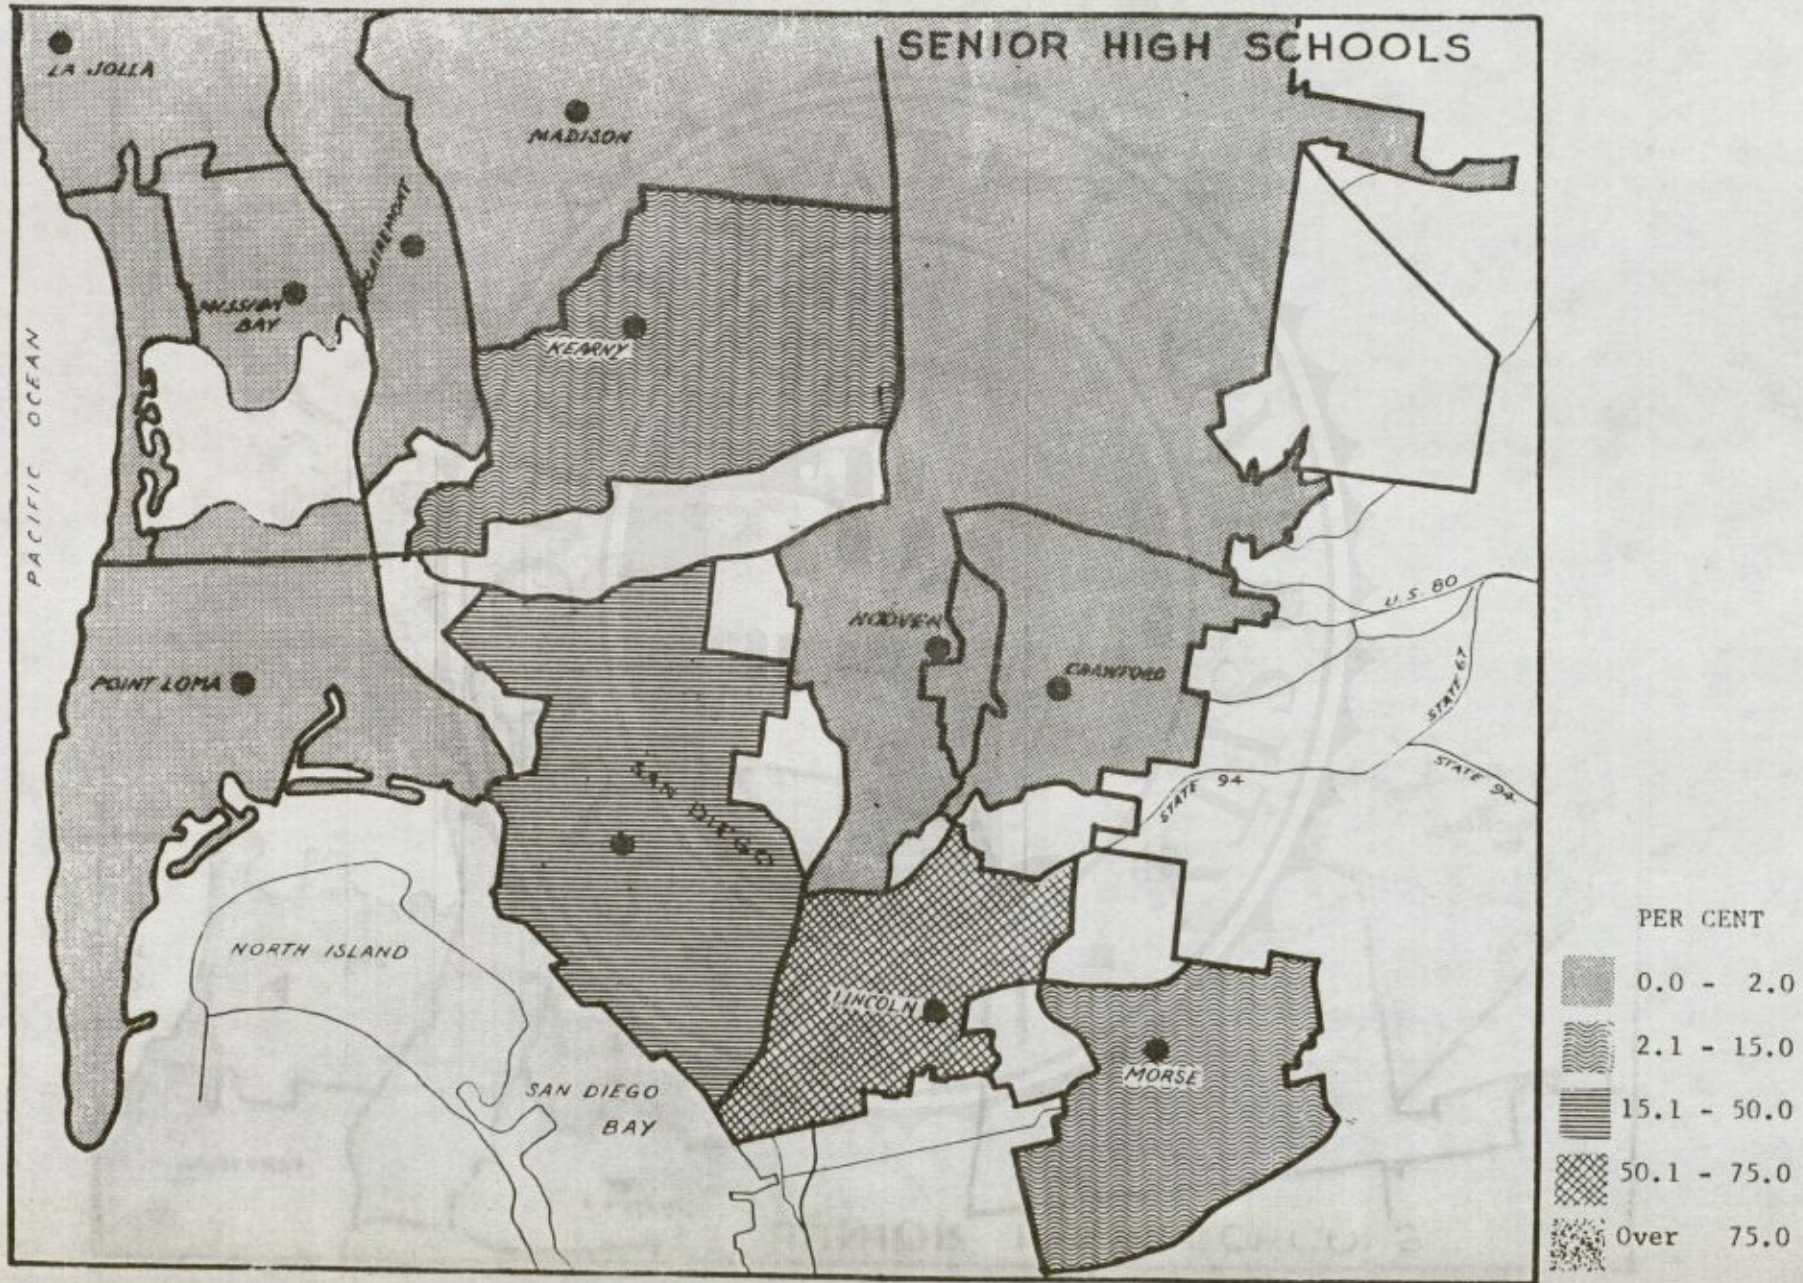 SENIOR HIGH SCHOOLS
LA JOLLA
MADISON
CLAIREMONT
MISSION
BAY
KEARNY
PACIFIC OCEAN
U.S. 80
HOOVER
CRAWFORD
POINT LOMA
STATE 67
SAN DIEGO
STATE 94
STATE 94
NORTH ISLAND
LINCOLN
MORSE
SAN DIEGO
BAY
PER CENT
0.0 - 2.0
2.1 - 15.0
15.1 - 50.0
50.1 - 75.0
Over 75.0